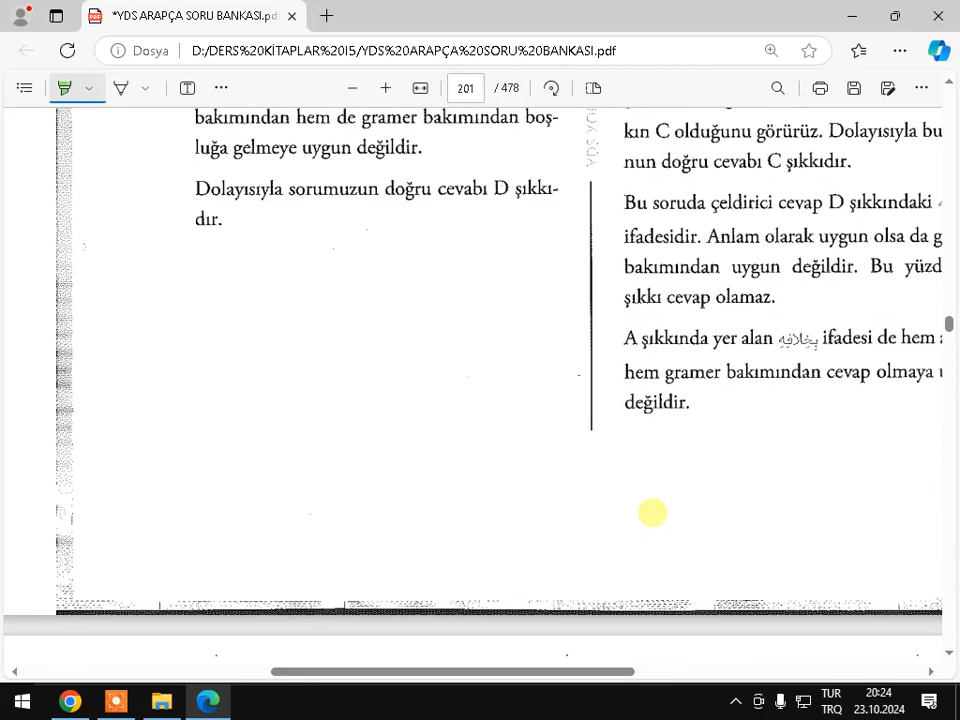 *YDS ARAPÇA SORU BANKASI.pd
Dosya
D:/DERS%20KİTAPLAR%20I5/YDS%20ARAPÇA%20SORU%20BANKASI.pdf
201 / 478
bakımından hem de gramer bakımından boş-
luğa gelmeye uygun değildir.
Dolayısıyla sorumuzun doğru cevabı D şıkkı-
dır.
kın C olduğunu görürüz. Dolayısıyla bu
nun doğru cevabı C şıkkıdır.
Bu soruda çeldirici cevap D şıkkındaki
ifadesidir. Anlam olarak uygun olsa da g
bakımından uygun değildir. Bu yüzd
şıkkı cevap olamaz.
A şıkkında yer alan بِخِلَافِهِ ifadesi de hem
hem gramer bakımından cevap olmaya
değildir.
TUR
TRQ
20:24
23.10.2024